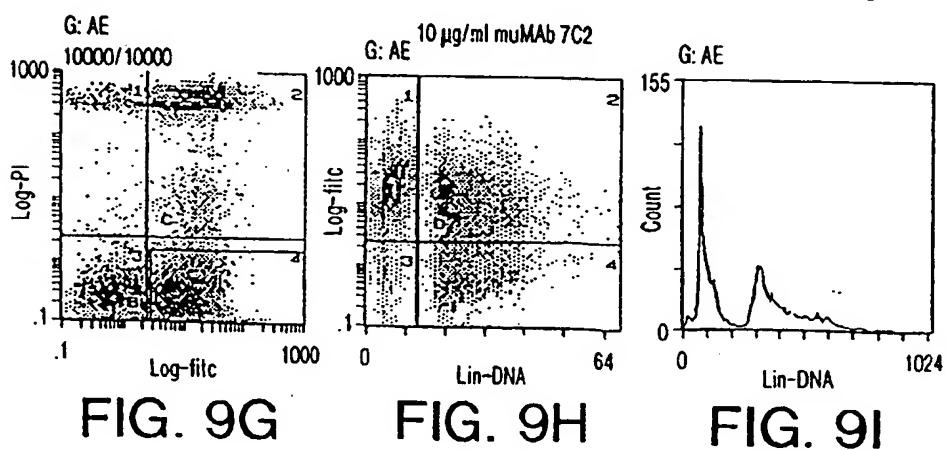 G: AE
10000/10000
1000
Log-PI
.1
1
2
C
3
4
B
.1
1000
Log-fitc
FIG. 9G
10 µg/ml muMAb 7C2
G: AE
1000
Log-fitc
.1
1
2
D
3
4
0
64
Lin-DNA
FIG. 9H
G: AE
155
Count
0
0
1024
Lin-DNA
FIG. 9I